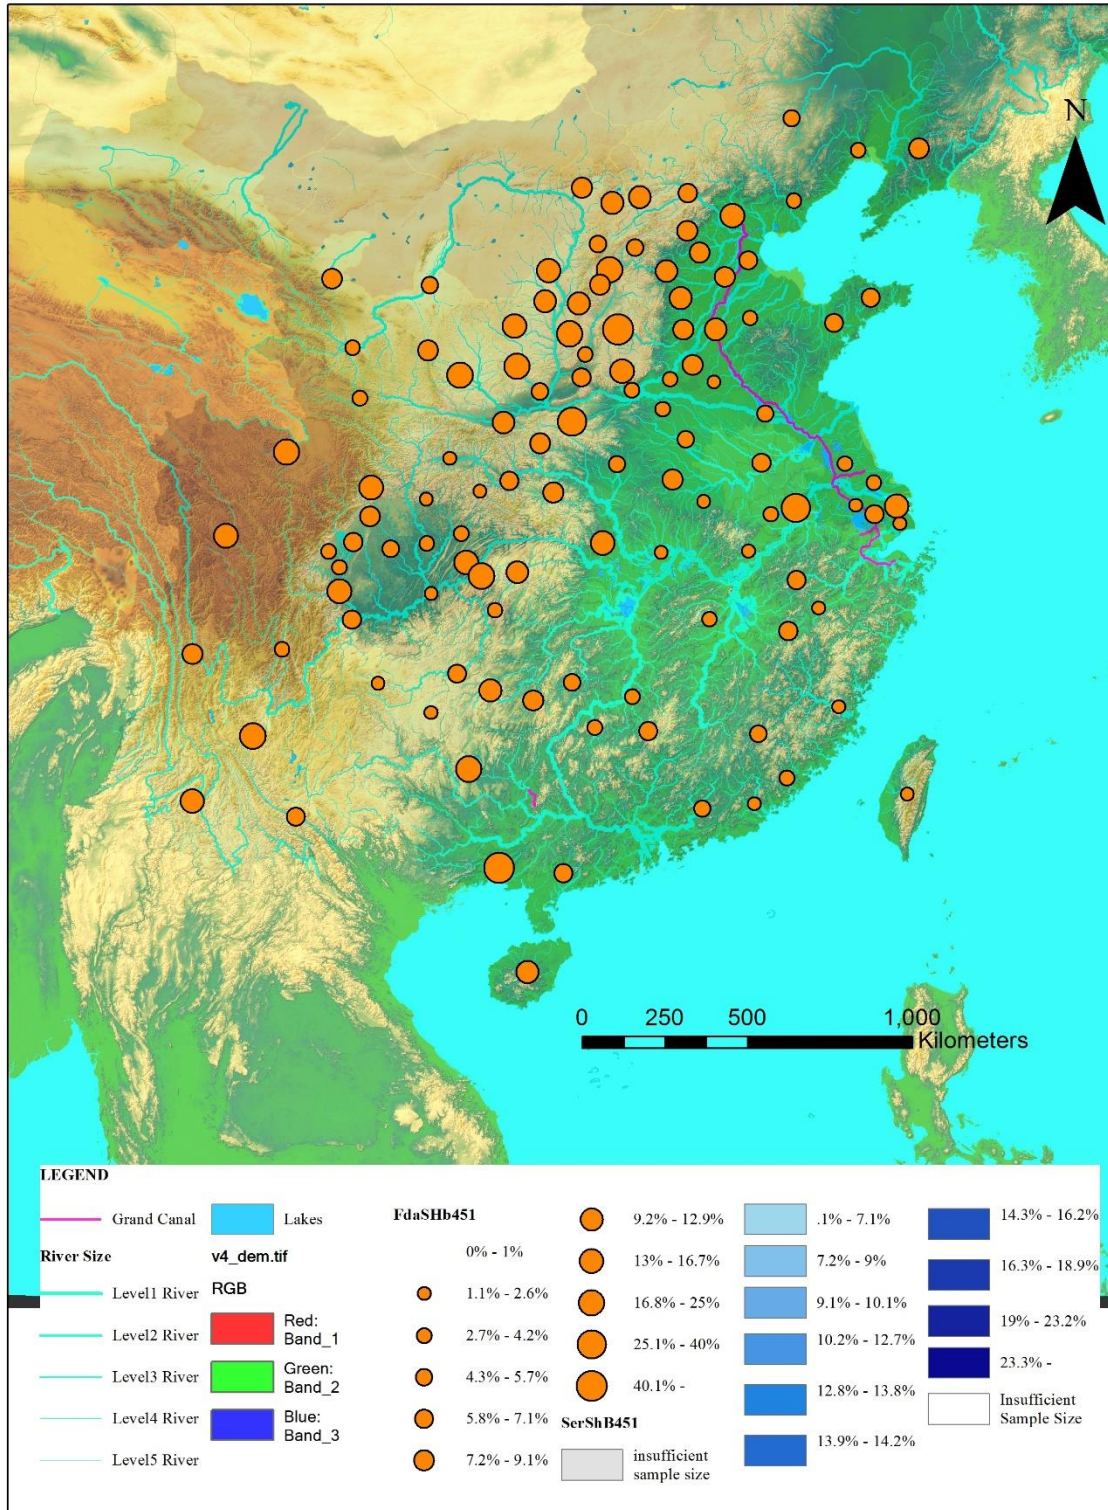 N
0 250 500 1,000
Kilometers
LEGEND
Grand Canal
River Size
Level1 River
Level2 River
Level3 River
Level4 River
Level5 River
Lakes
v4_dem.tif
RGB
Red:
Band_1
Green:
Band_2
Blue:
Band_3
FdaSHb451
0% - 1%
1.1% - 2.6%
2.7% - 4.2%
4.3% - 5.7%
5.8% - 7.1%
7.2% - 9.1%
9.2% - 12.9%
13% - 16.7%
16.8% - 25%
25.1% - 40%
40.1% -
SerShB451
insufficient
sample size
.1% - 7.1%
7.2% - 9%
9.1% - 10.1%
10.2% - 12.7%
12.8% - 13.8%
13.9% - 14.2%
14.3% - 16.2%
16.3% - 18.9%
19% - 23.2%
23.3% -
Insufficient
Sample Size